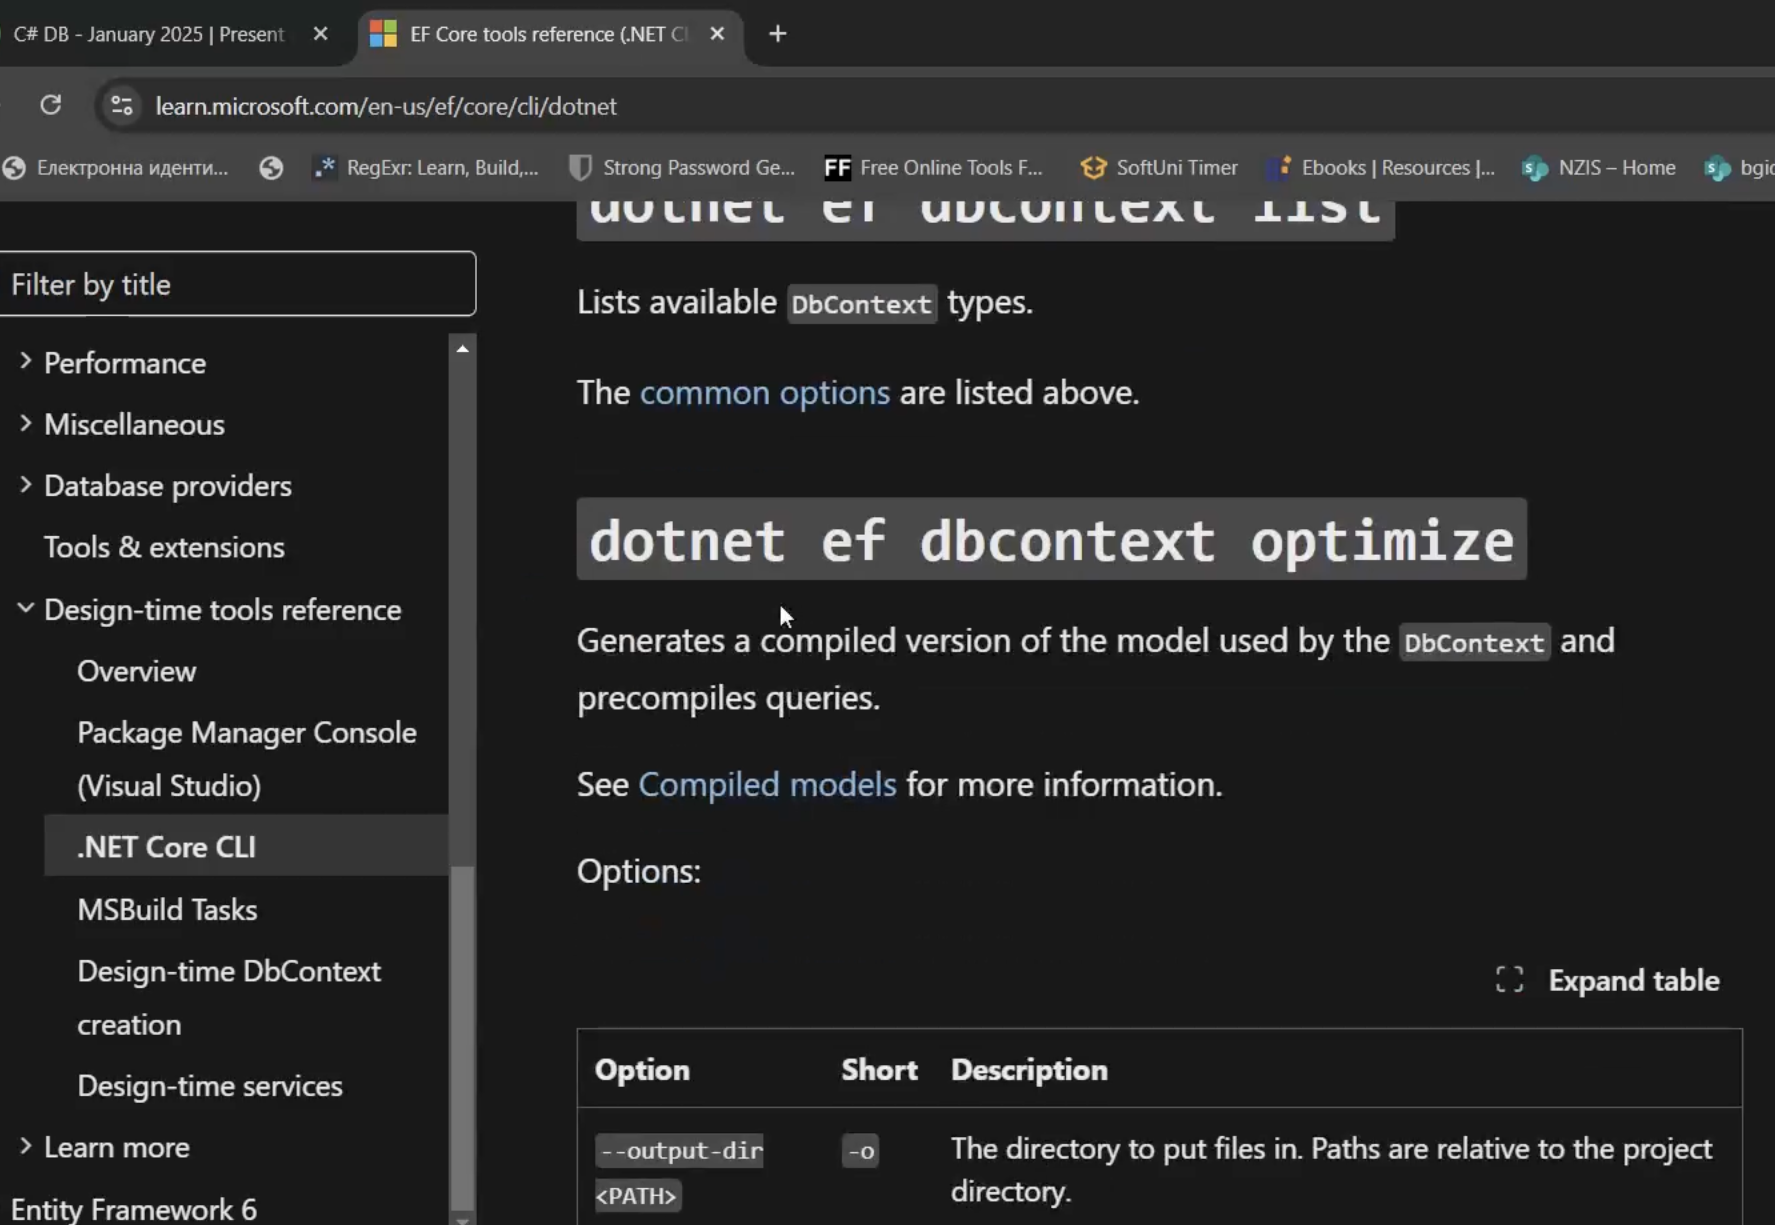 C# DB - January 2025 | Present
EF Core tools reference (.NET C
learn.microsoft.com/en-us/ef/core/cli/dotnet
Електронна иденти...
RegExr: Learn, Build,...
Strong Password Ge...
FF Free Online Tools F...
SoftUni Timer
Ebooks | Resources |...
NZIS – Home
bgic
Filter by title
Performance
Miscellaneous
Database providers
Tools & extensions
Design-time tools reference
Overview
Package Manager Console
(Visual Studio)
.NET Core CLI
MSBuild Tasks
Design-time DbContext
creation
Design-time services
Learn more
Entity Framework 6
dotnet ef dbcontext list
Lists available DbContext types.
The common options are listed above.
dotnet ef dbcontext optimize
Generates a compiled version of the model used by the DbContext and
precompiles queries.
See Compiled models for more information.
Options:
Expand table
Option Short Description
--output-dir -o The directory to put files in. Paths are relative to the project
<PATH> directory.